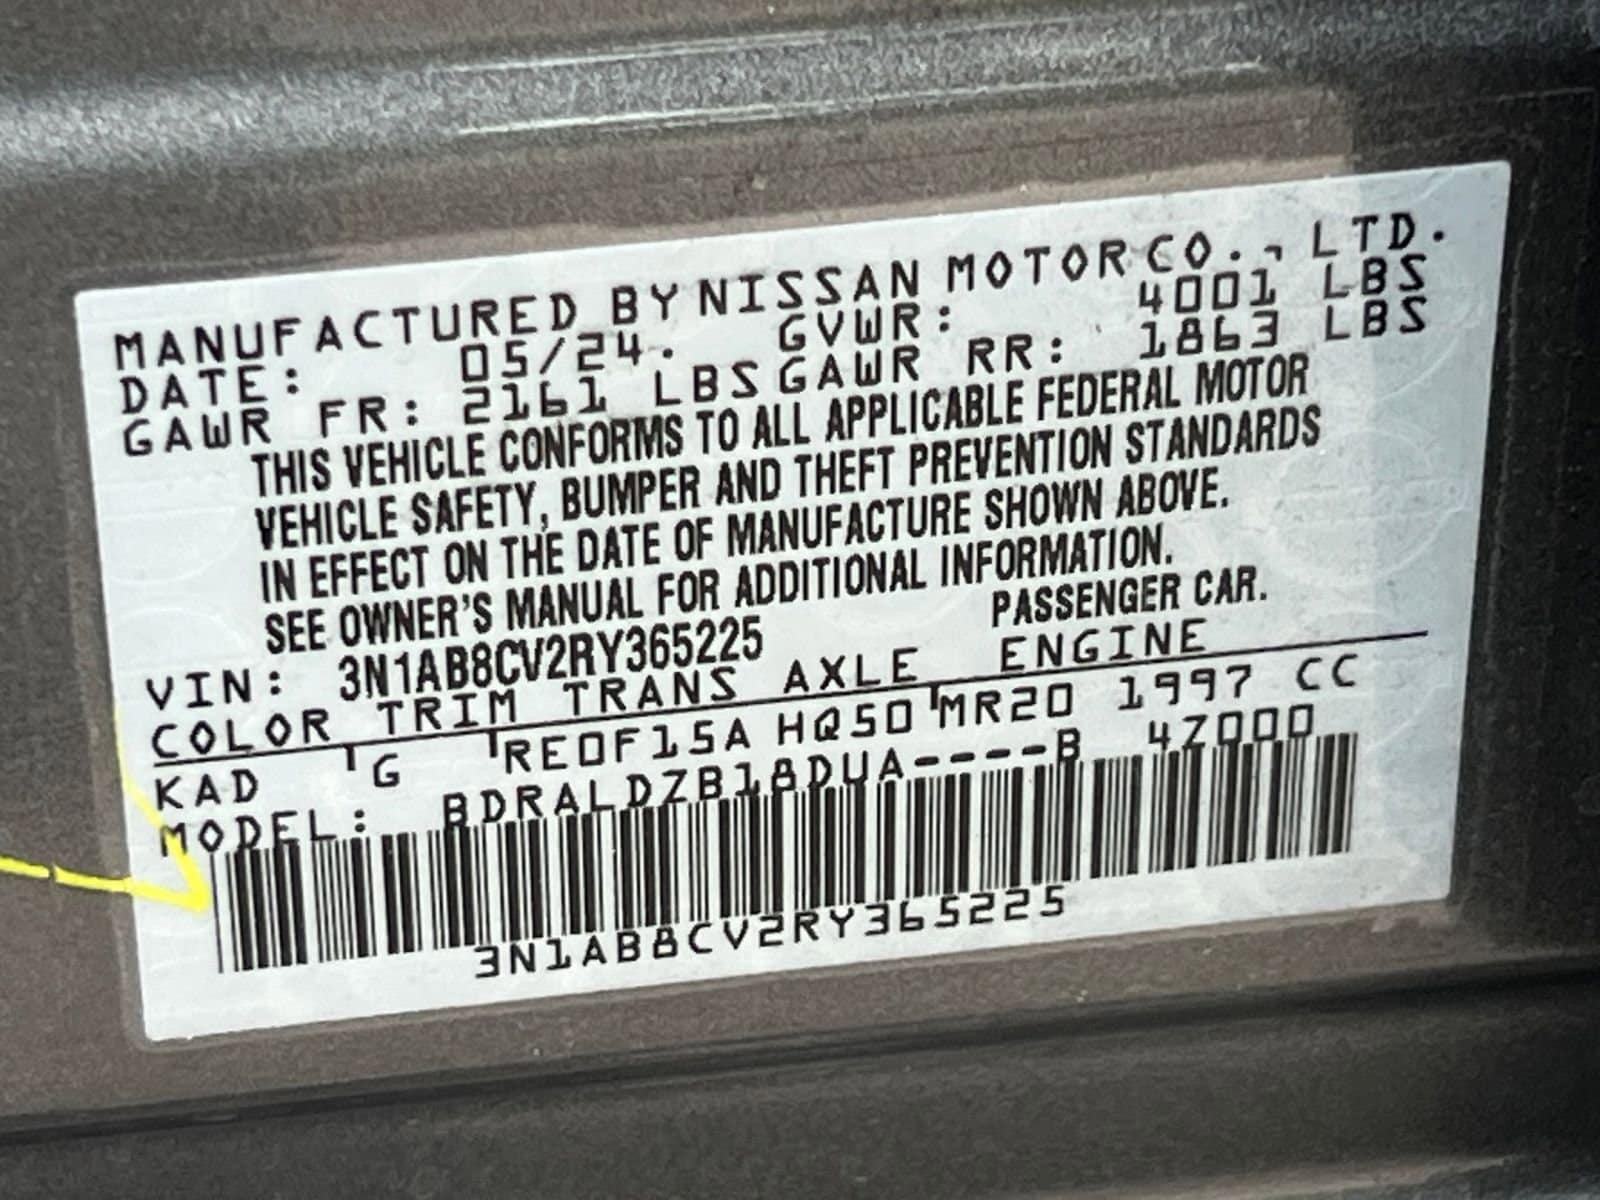 MANUFACTURED BY NISSAN MOTOR CO., LTD.
DATE: 05/24. GVWR: 4001 LBS
GAWR FR: 2161 LBS GAWR RR: 1863 LBS
THIS VEHICLE CONFORMS TO ALL APPLICABLE FEDERAL MOTOR
VEHICLE SAFETY, BUMPER AND THEFT PREVENTION STANDARDS
IN EFFECT ON THE DATE OF MANUFACTURE SHOWN ABOVE.
SEE OWNER'S MANUAL FOR ADDITIONAL INFORMATION.
VIN: 3N1AB8CV2RY365225 PASSENGER CAR.
COLOR TRIM TRANS AXLE ENGINE
KAD G RE0F15A HQ50 MR20 1997 CC
MODEL: BDRALDZB18DUA----B 4Z000
3N1AB8CV2RY365225